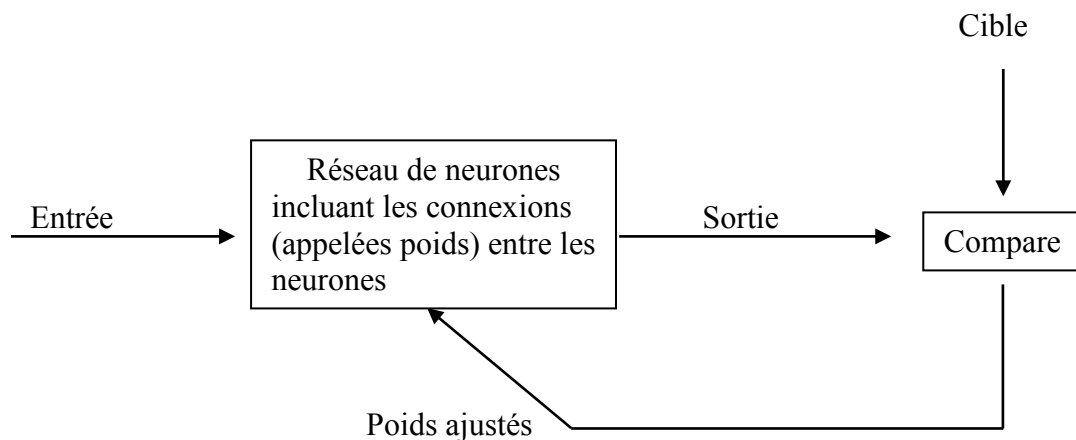 Cible
Réseau de neurones
incluant les connexions
(appelées poids) entre les
neurones
Entrée
Sortie
Compare
Poids ajustés